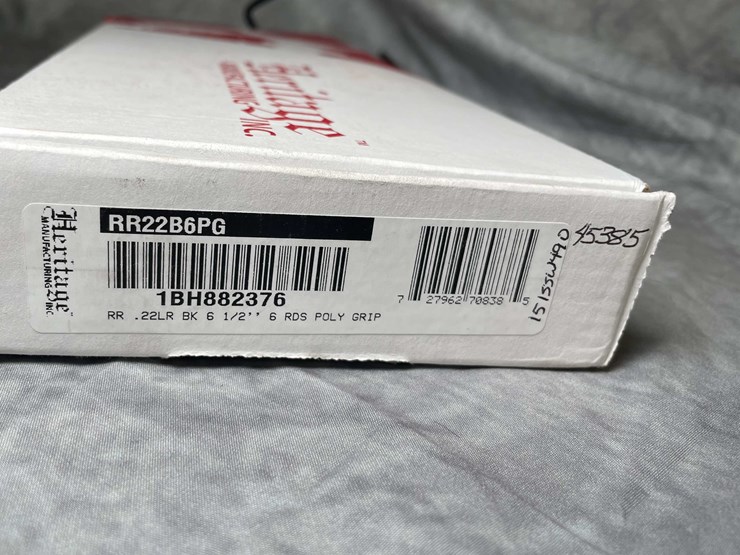 Heritage
MANUFACTURING, INC.
TM
Heritage
MANUFACTURING INC
RR22B6PG
1BH882376
RR .22LR BK 6 1/2'' 6 RDS POLY GRIP
7 27962 70838 5
45385